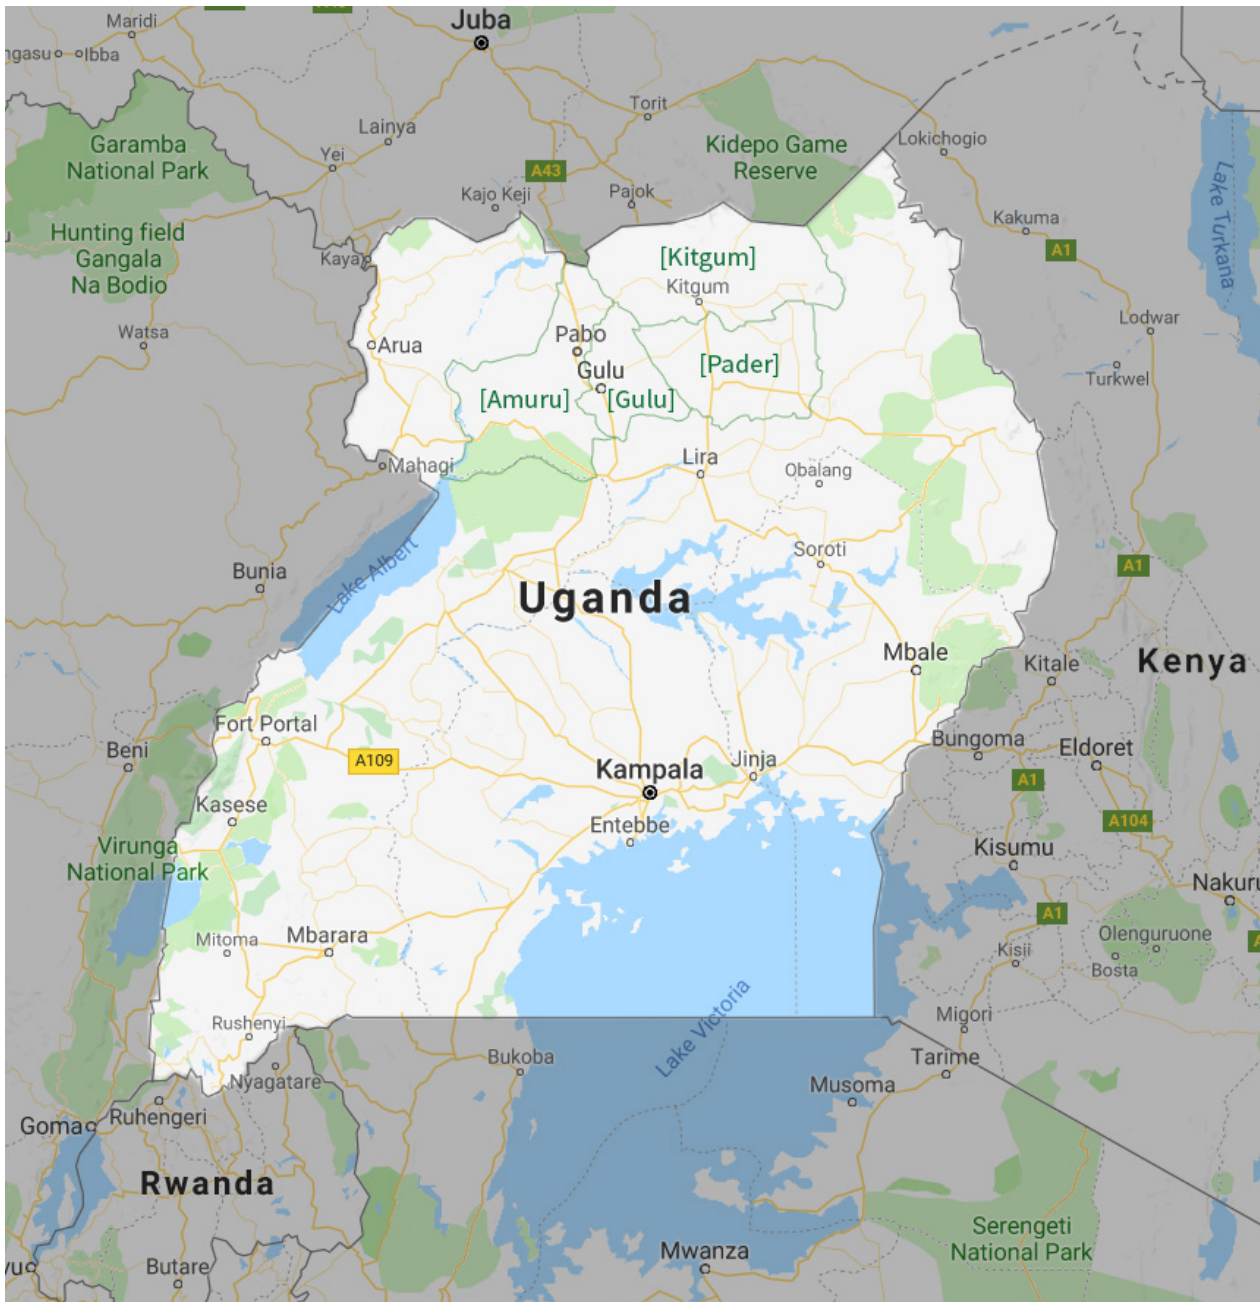 Maridi
Juba
ngasu
Ibba
Torit
Lainya
Yei
Garamba
National Park
Lokichogio
Kidepo Game
Reserve
A43
Kajo Keji
Pajok
Lake Turkana
Kakuma
Hunting field
Gangala
Na Bodio
Kaya
[Kitgum]
Kitgum
A1
Watsa
Lodwar
Arua
Pabo
Gulu
[Pader]
Turkwel
[Amuru]
[Gulu]
Mahagi
Lira
Obalang
Soroti
Bunia
Lake Albert
A1
Uganda
Mbale
Kitale
Kenya
Fort Portal
Beni
A109
Kampala
Jinja
Bungoma
Eldoret
A1
Kasese
Entebbe
A104
Virunga
National Park
Kisumu
Nakuru
A1
Mitoma
Mbarara
Olenguruone
Kisii
Bosta
Rushenyi
Lake Victoria
Migori
Nyagatare
Bukoba
Tarime
Musoma
Goma
Ruhengeri
Rwanda
Serengeti
National Park
Mwanza
vu
Butare